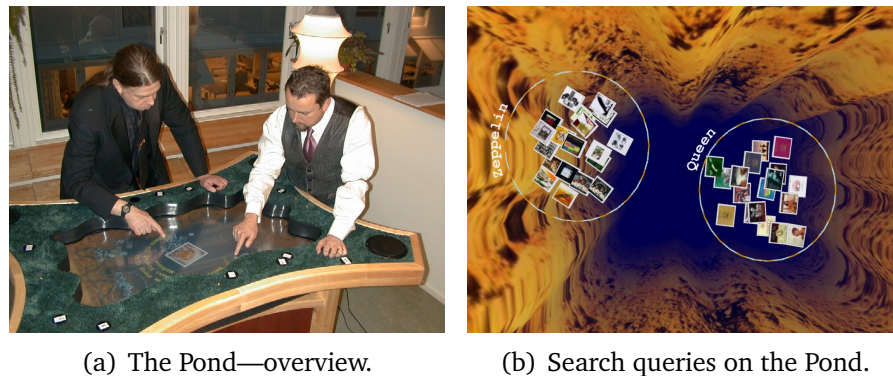 Zeppelin
Queen
(a) The Pond—overview.
(b) Search queries on the Pond.